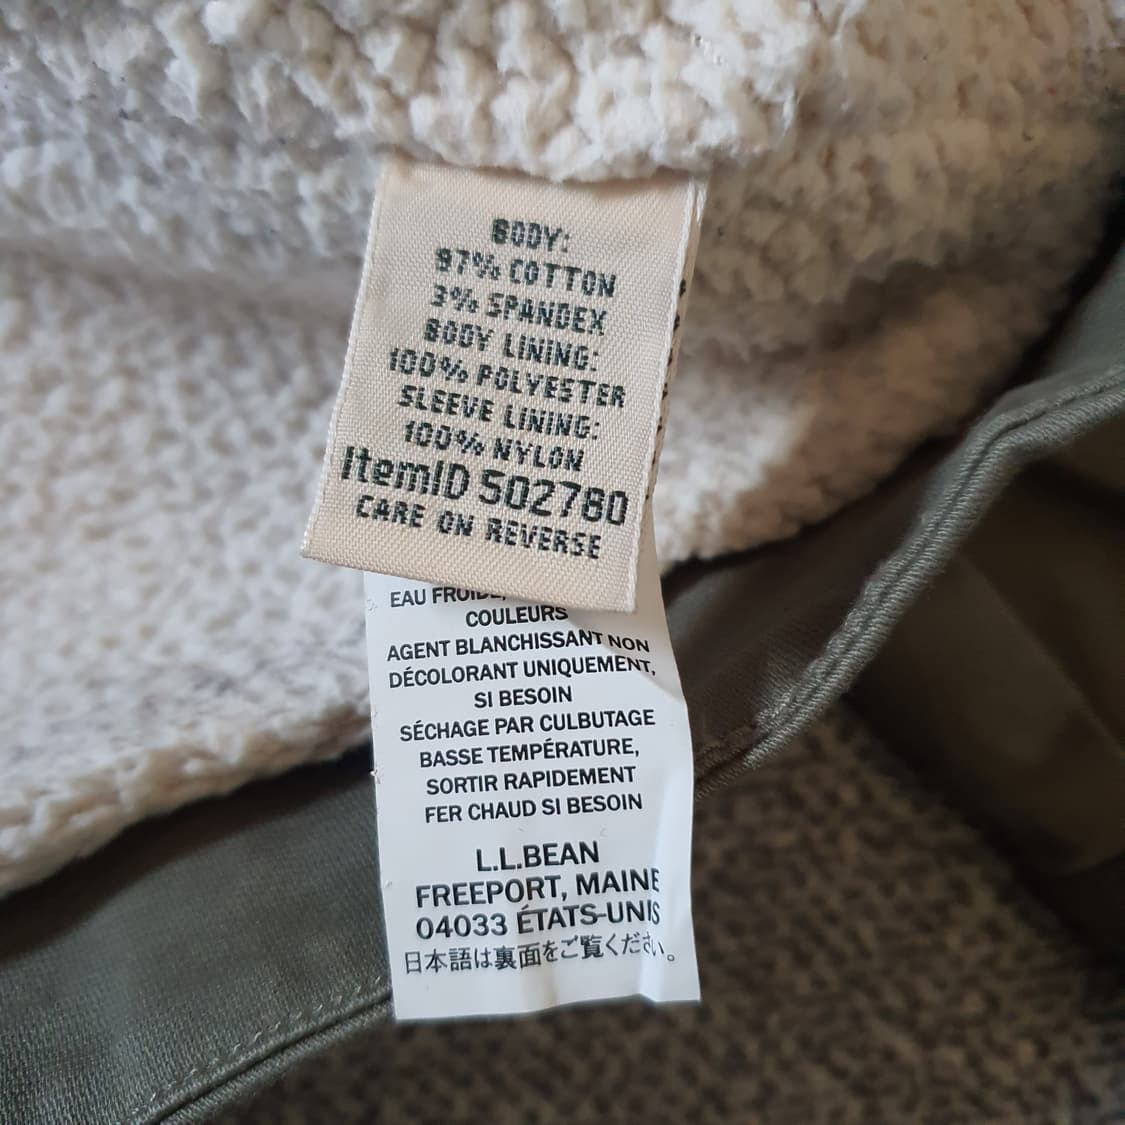 BODY:
97% COTTON
3% SPANDEX
BODY LINING:
100% POLYESTER
SLEEVE LINING:
100% NYLON
ItemID 502780
CARE ON REVERSE
EAU FROIDE,
COULEURS
AGENT BLANCHISSANT NON
DÉCOLORANT UNIQUEMENT,
SI BESOIN
SÉCHAGE PAR CULBUTAGE
BASSE TEMPÉRATURE,
SORTIR RAPIDEMENT
FER CHAUD SI BESOIN
L.L.BEAN
FREEPORT, MAINE
04033 ÉTATS-UNIS
日本語は裏面をご覧ください。